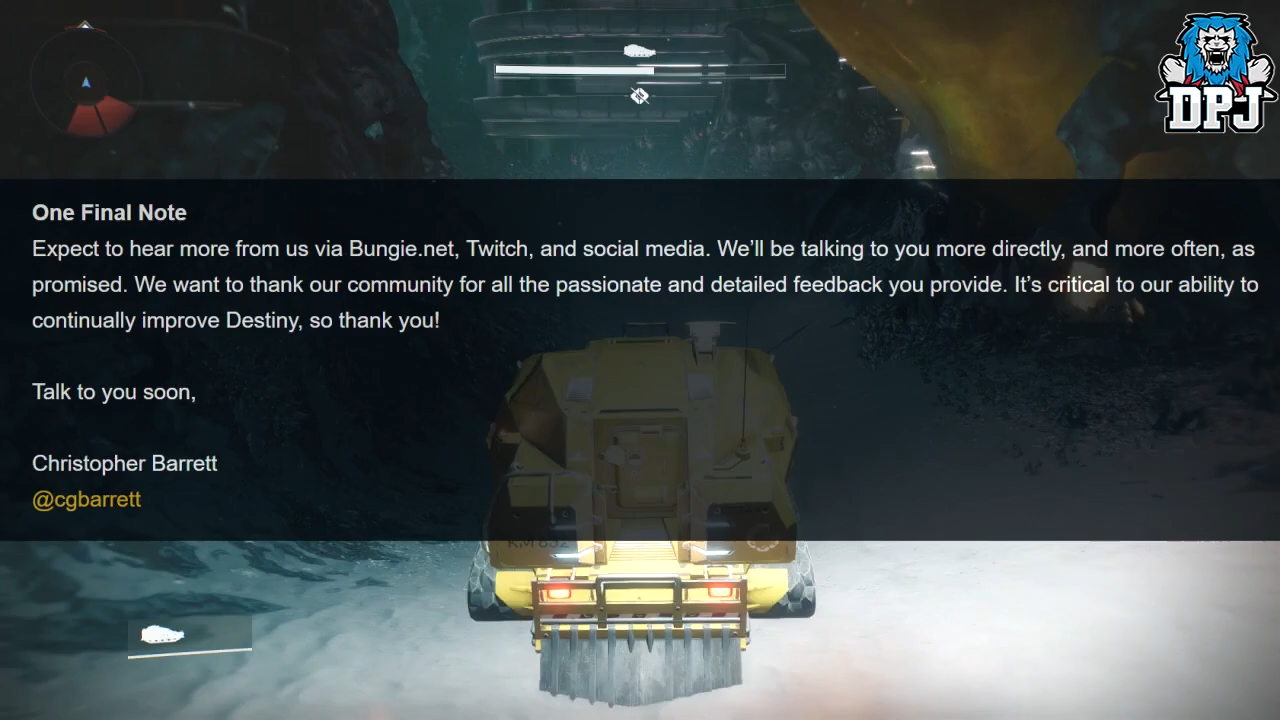 DPJ
One Final Note
Expect to hear more from us via Bungie.net, Twitch, and social media. We’ll be talking to you more directly, and more often, as
promised. We want to thank our community for all the passionate and detailed feedback you provide. It’s critical to our ability to
continually improve Destiny, so thank you!
Talk to you soon,
Christopher Barrett
@cgbarrett